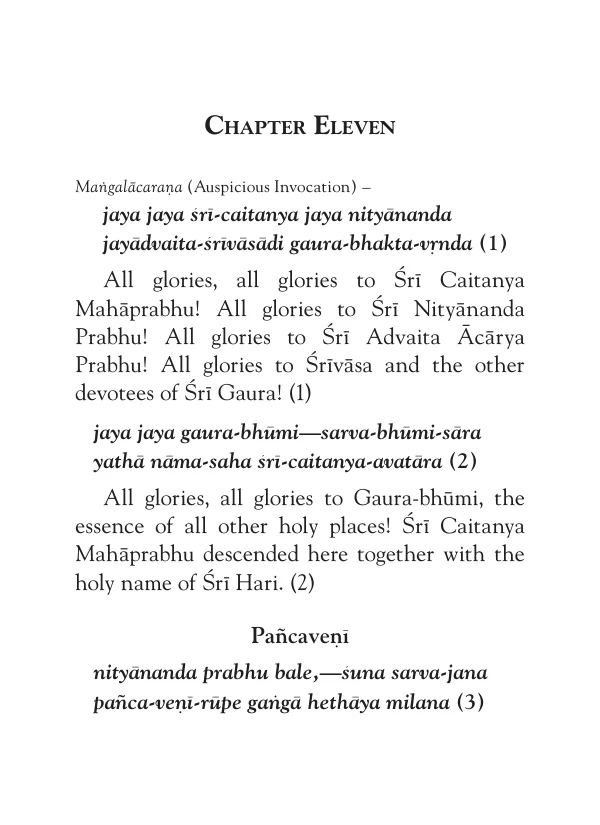 CHAPTER ELEVEN
Maṅgalācaraṇa (Auspicious Invocation) –
jaya jaya śrī-caitanya jaya nityānanda
jayādvaita-śrīvāsādi gaura-bhakta-vṛnda (1)
All glories, all glories to Śrī Caitanya
Mahāprabhu! All glories to Śrī Nityānanda
Prabhu! All glories to Śrī Advaita Ācārya
Prabhu! All glories to Śrīvāsa and the other
devotees of Śrī Gaura! (1)
jaya jaya gaura-bhūmi—sarva-bhūmi-sāra
yathā nāma-saha śrī-caitanya-avatāra (2)
All glories, all glories to Gaura-bhūmi, the
essence of all other holy places! Śrī Caitanya
Mahāprabhu descended here together with the
holy name of Śrī Hari. (2)
Pañcaveṇī
nityānanda prabhu bale,—śuna sarva-jana
pañca-veṇī-rūpe gaṅgā hethāya milana (3)